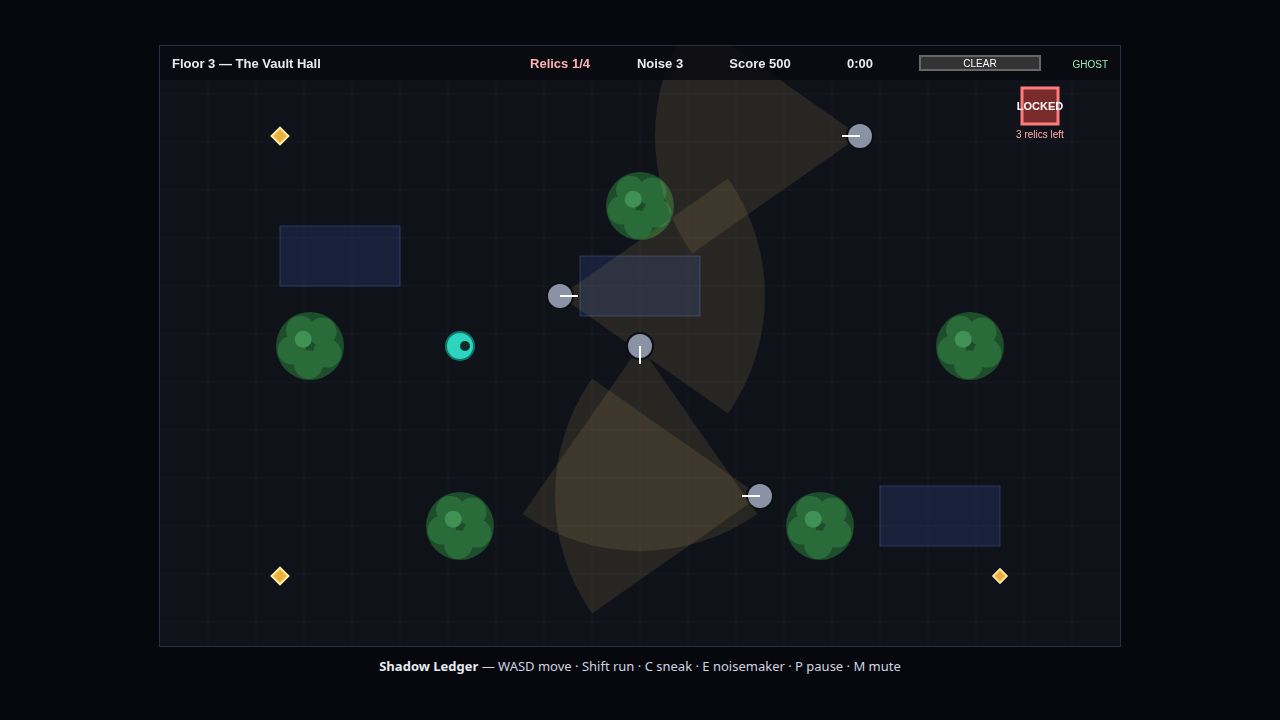 Floor 3 — The Vault Hall Relics 1/4 Noise 3 Score 500 0:00 CLEAR GHOST
LOCKED
3 relics left
Shadow Ledger — WASD move · Shift run · C sneak · E noisemaker · P pause · M mute